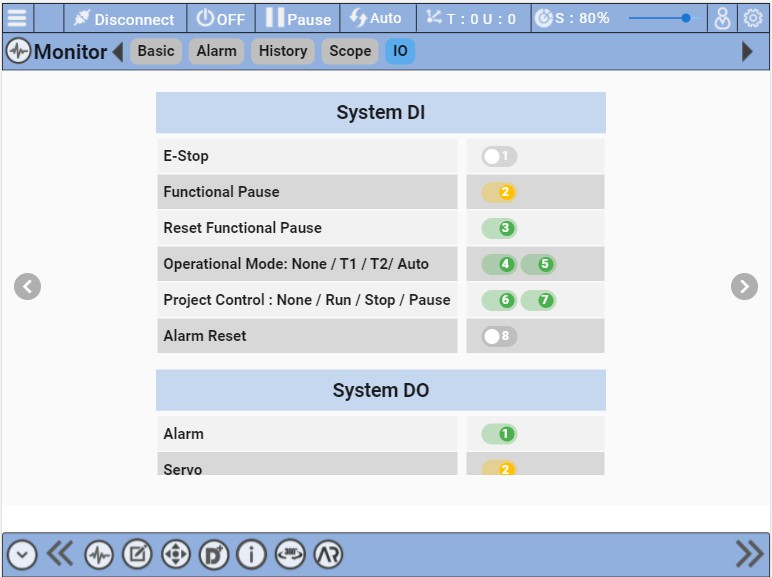 Disconnect OFF Pause Auto T : 0 U : 0 S : 80%
Monitor Basic Alarm History Scope IO
System DI
E-Stop 1
Functional Pause 2
Reset Functional Pause 3
Operational Mode: None / T1 / T2/ Auto 4 5
Project Control : None / Run / Stop / Pause 6 7
Alarm Reset 8
System DO
Alarm 1
Servo 2
D+ i 360° AR